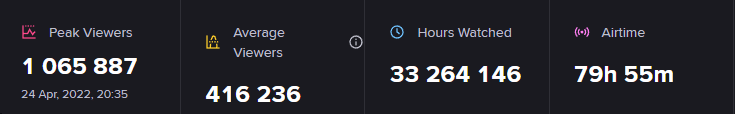 Peak Viewers
1 065 887
24 Apr, 2022, 20:35
Average
Viewers
416 236
Hours Watched
33 264 146
Airtime
79h 55m